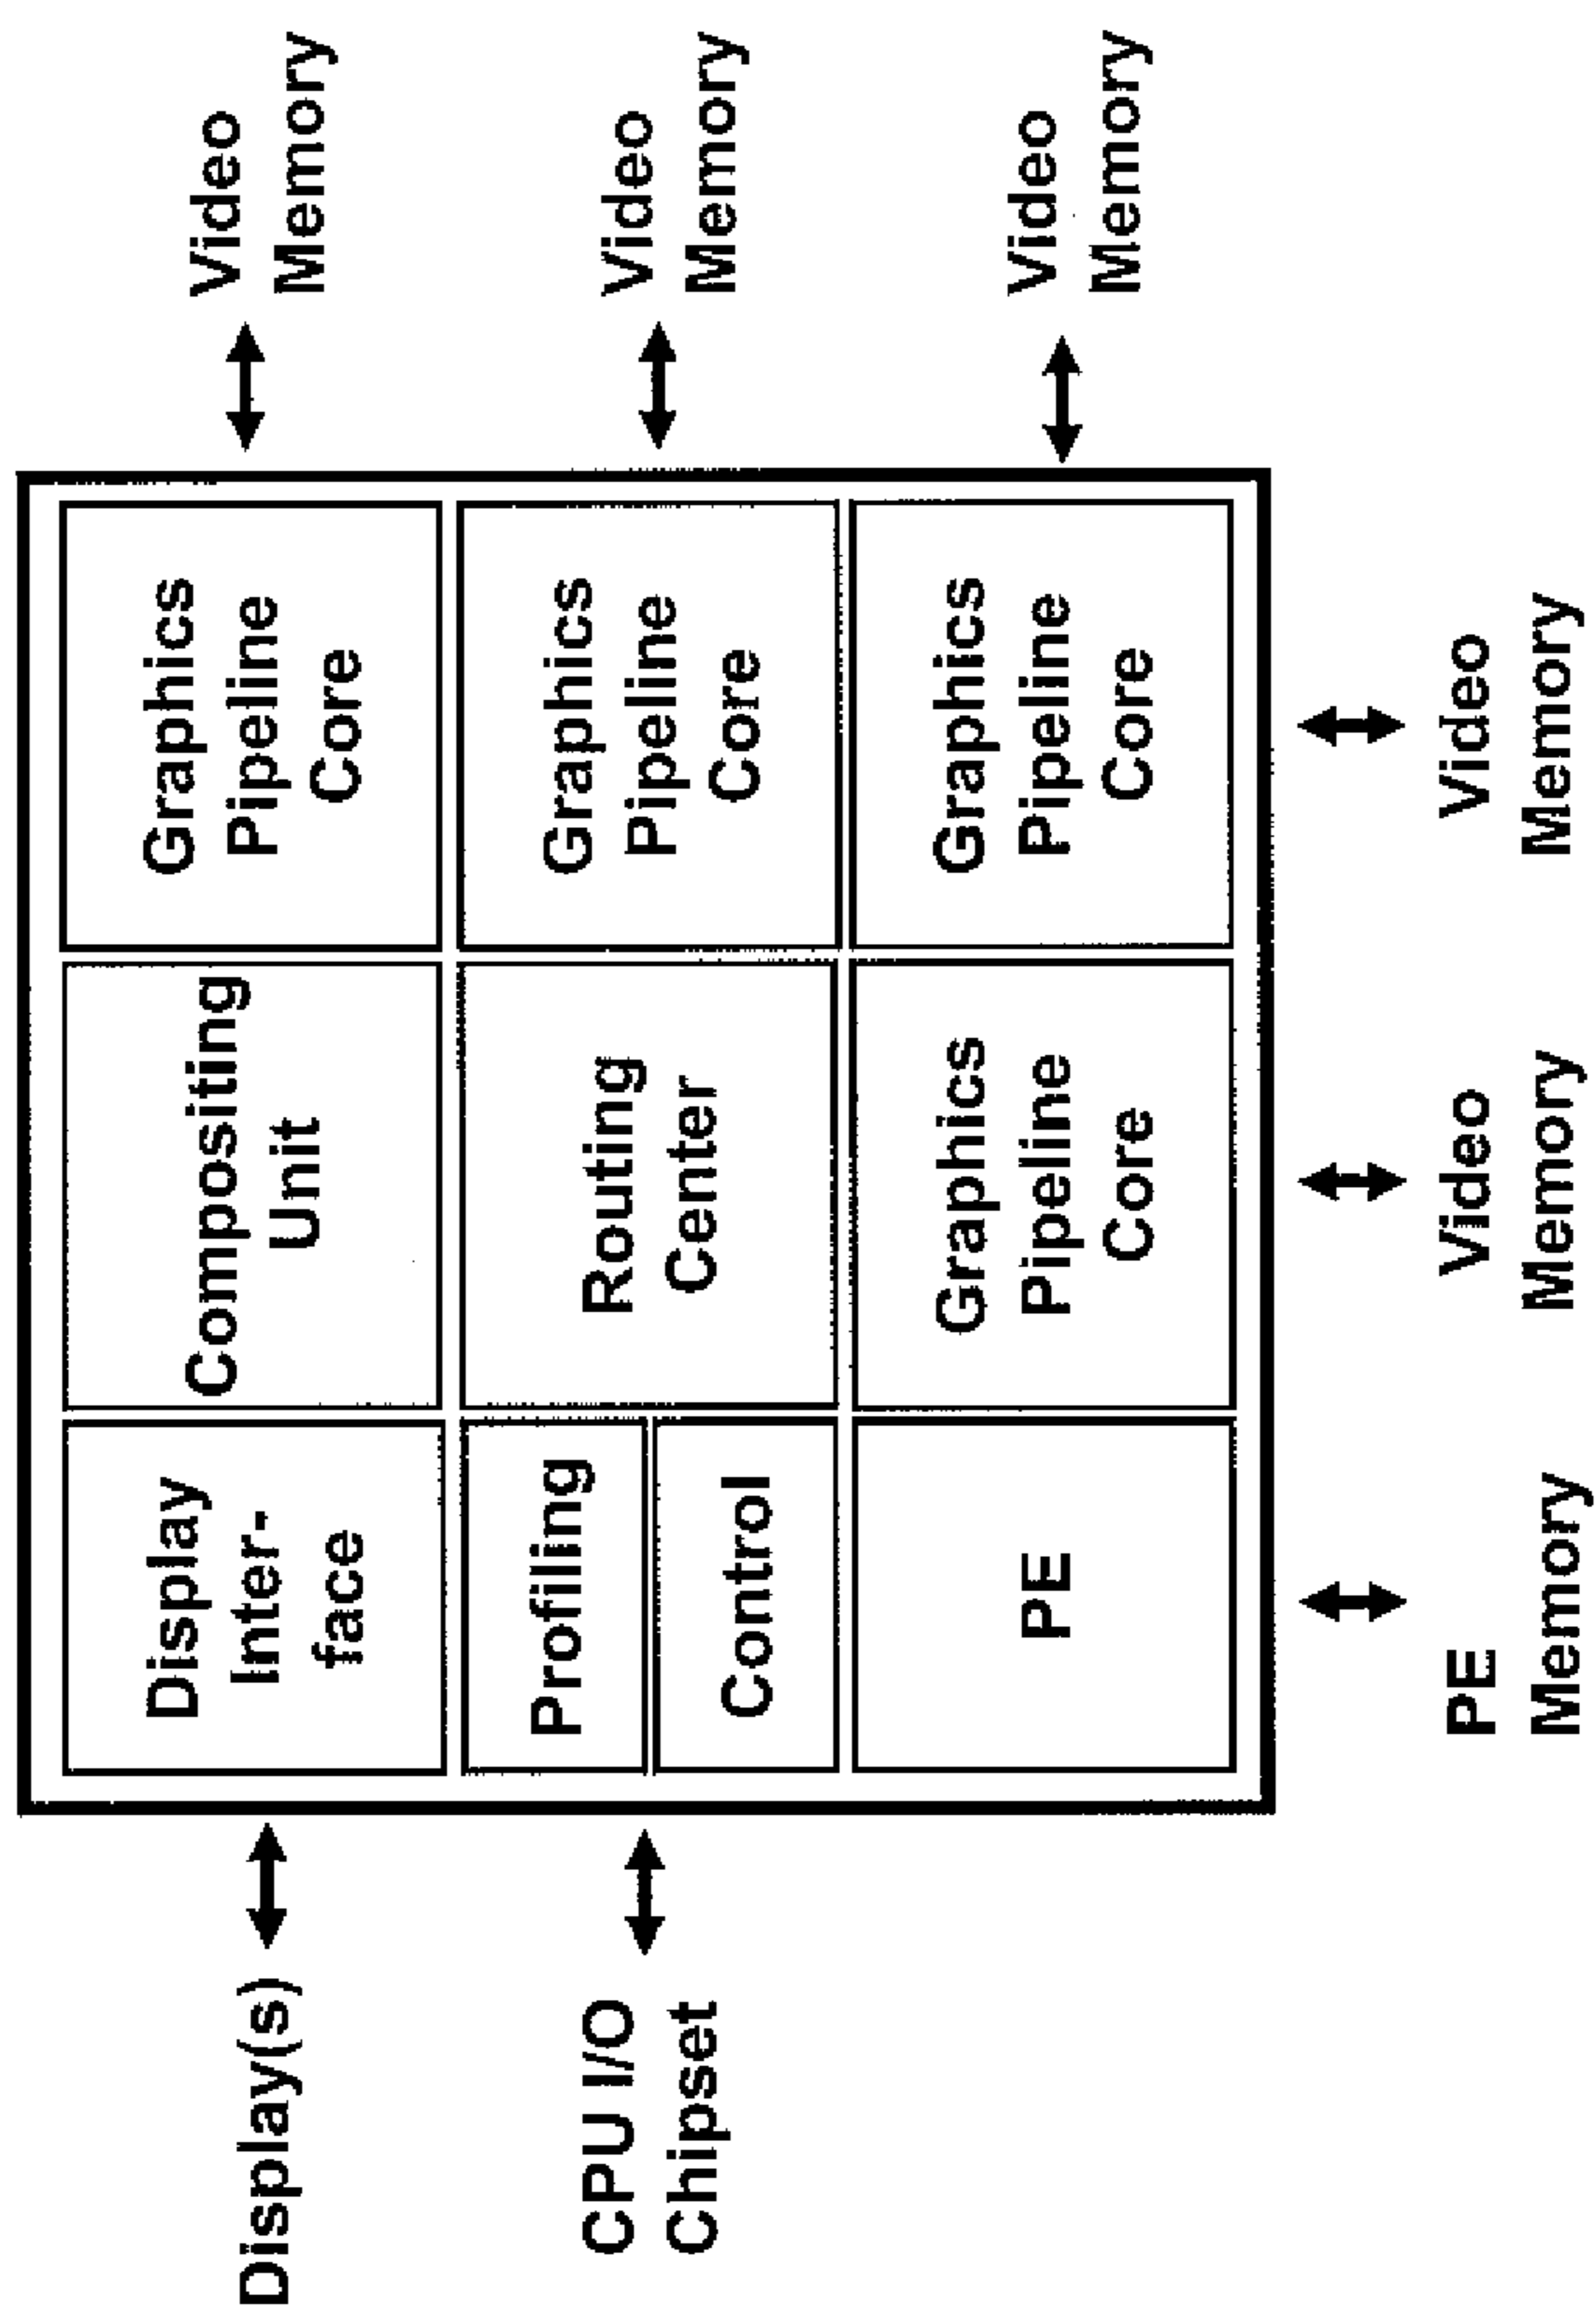 Display(s)
CPU I/O
Chipset
Display
Inter-
face
Compositing
Unit
Graphics
Pipeline
Core
Video
Memory
Profiling
Control
Routing
Center
Graphics
Pipeline
Core
Video
Memory
PE
Graphics
Pipeline
Core
Graphics
Pipeline
Core
Video
Memory
PE
Memory
Video
Memory
Video
Memory